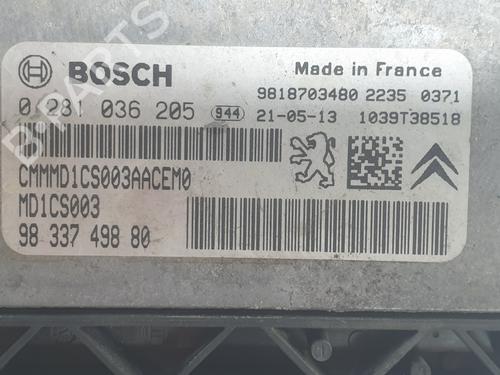 BOSCH
Made in France
9818703480 2235 0371
0 281 036 205 944 21-05-13 1039T38518
CMMMD1CS003AACEM0
MD1CS003
98 337 498 80
B-PARTS